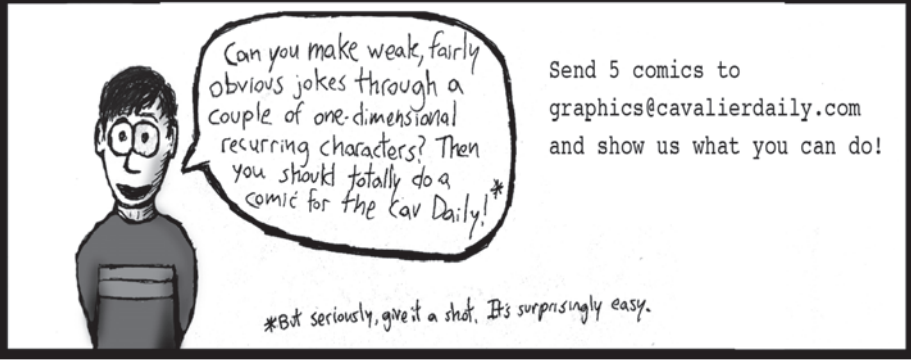 Can you make weak, fairly
obvious jokes through a
couple of one-dimensional
recurring characters? Then
you should totally do a
comic for the Cav Daily!*
Send 5 comics to
graphics@cavalierdaily.com
and show us what you can do!
*But seriously, give it a shot. It's surprisingly easy.